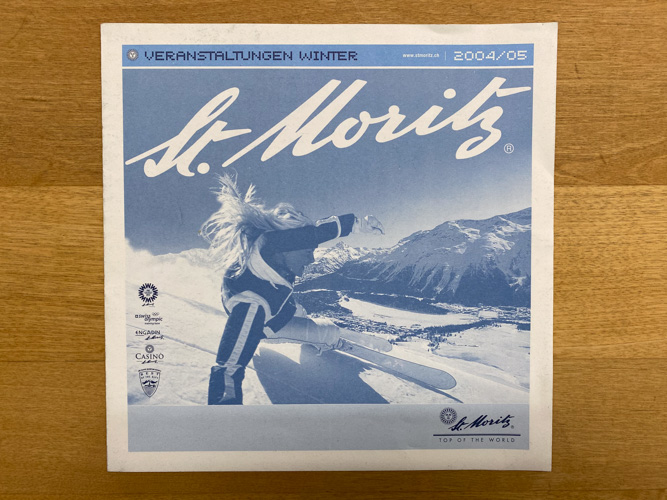 VERANSTALTUNGEN WINTER
www.stmoritz.ch
2004/05
St. Moritz
®
swiss olympic
ENGADIN
CASINO
BEST
St. Moritz ®
TOP OF THE WORLD